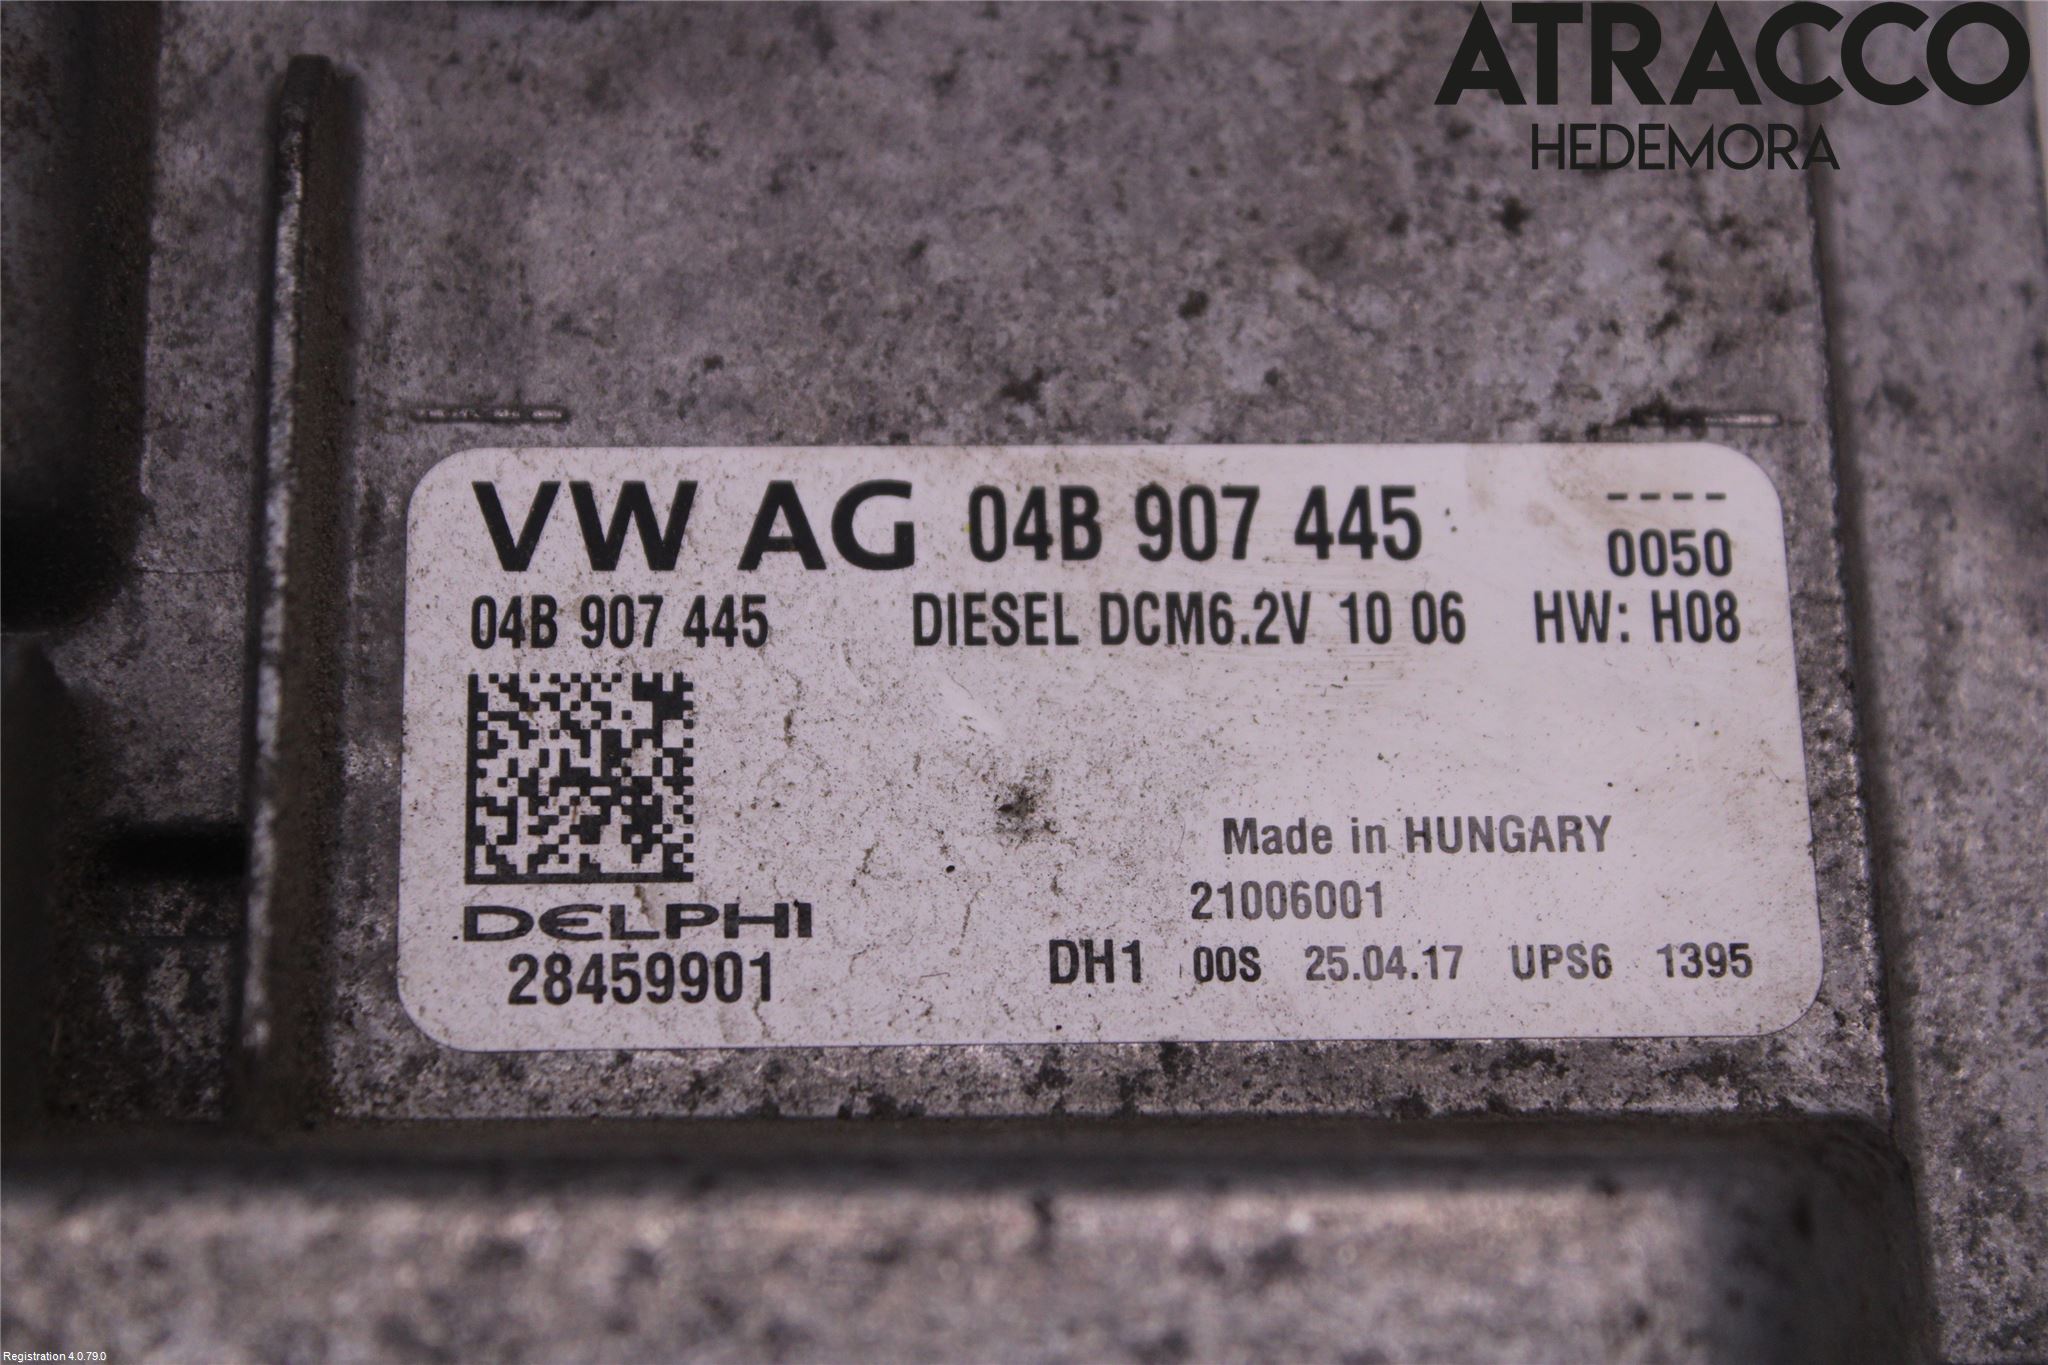 ATRACCO
HEDEMORA
VW AG 04B 907 445 ----
0050
04B 907 445 DIESEL DCM6.2V 10 06 HW: H08
Made in HUNGARY
21006001
DELPHI
28459901
DH1 00S 25.04.17 UPS6 1395
Registration 4.0.79.0